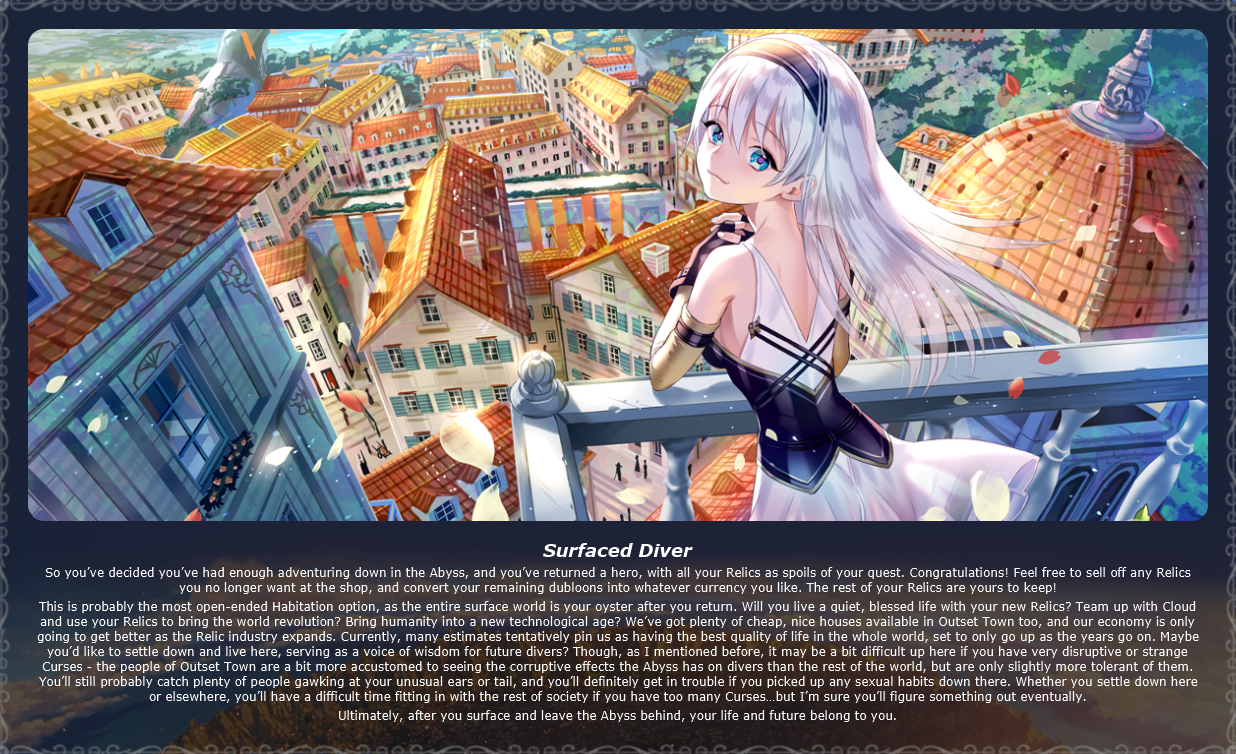 Surfaced Diver
So you’ve decided you’ve had enough adventuring down in the Abyss, and you’ve returned a hero, with all your Relics as spoils of your quest. Congratulations! Feel free to sell off any Relics
you no longer want at the shop, and convert your remaining dubloons into whatever currency you like. The rest of your Relics are yours to keep!
This is probably the most open-ended Habitation option, as the entire surface world is your oyster after you return. Will you live a quiet, blessed life with your new Relics? Team up with Cloud
and use your Relics to bring the world revolution? Bring humanity into a new technological age? We’ve got plenty of cheap, nice houses available in Outset Town too, and our economy is only
going to get better as the Relic industry expands. Currently, many estimates tentatively pin us as having the best quality of life in the whole world, set to only go up as the years go on. Maybe
you’d like to settle down and live here, serving as a voice of wisdom for future divers? Though, as I mentioned before, it may be a bit difficult up here if you have very disruptive or strange
Curses - the people of Outset Town are a bit more accustomed to seeing the corruptive effects the Abyss has on divers than the rest of the world, but are only slightly more tolerant of them.
You’ll still probably catch plenty of people gawking at your unusual ears or tail, and you’ll definitely get in trouble if you picked up any sexual habits down there. Whether you settle down here
or elsewhere, you’ll have a difficult time fitting in with the rest of society if you have too many Curses...but I’m sure you’ll figure something out eventually.
Ultimately, after you surface and leave the Abyss behind, your life and future belong to you.